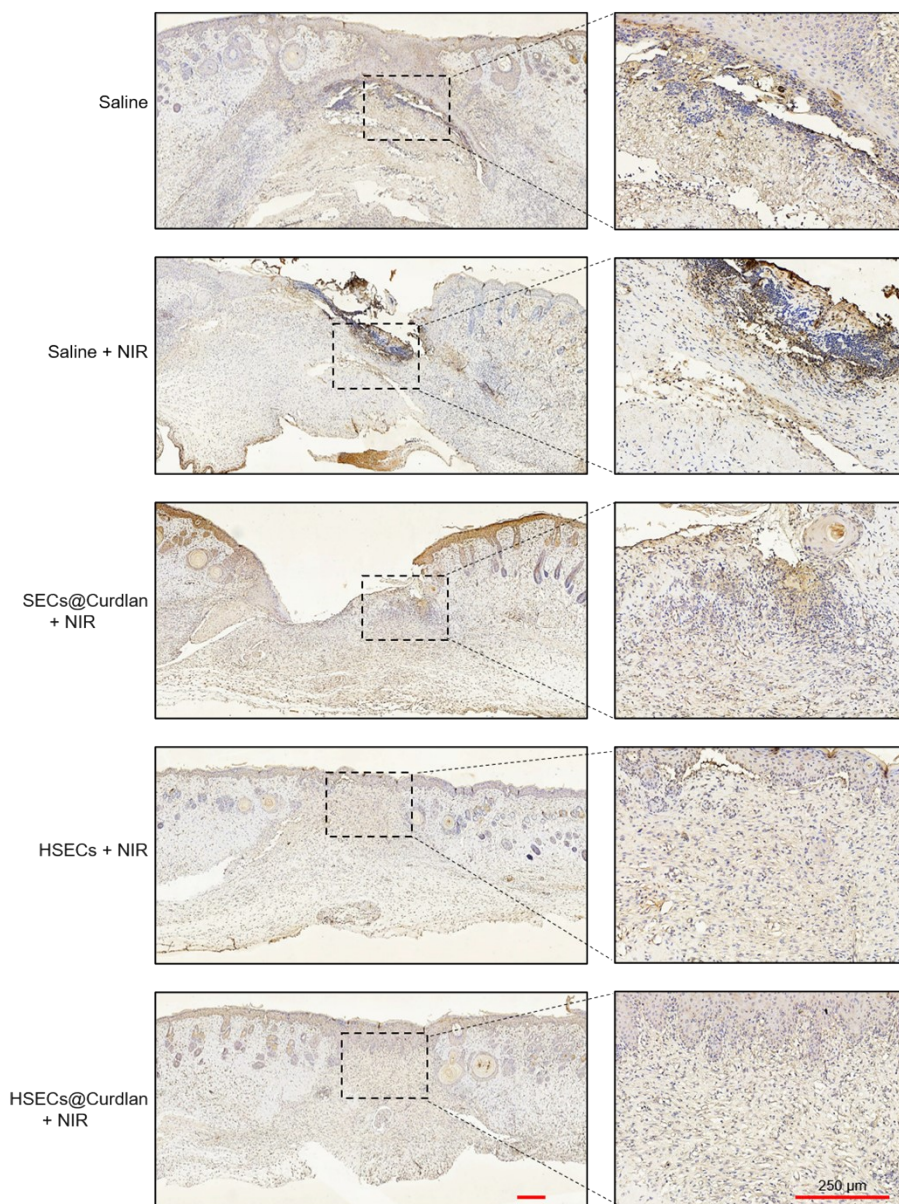 Saline
Saline + NIR
SECs@Curdlan
+ NIR
HSECs + NIR
HSECs@Curdlan
+ NIR
250 µm